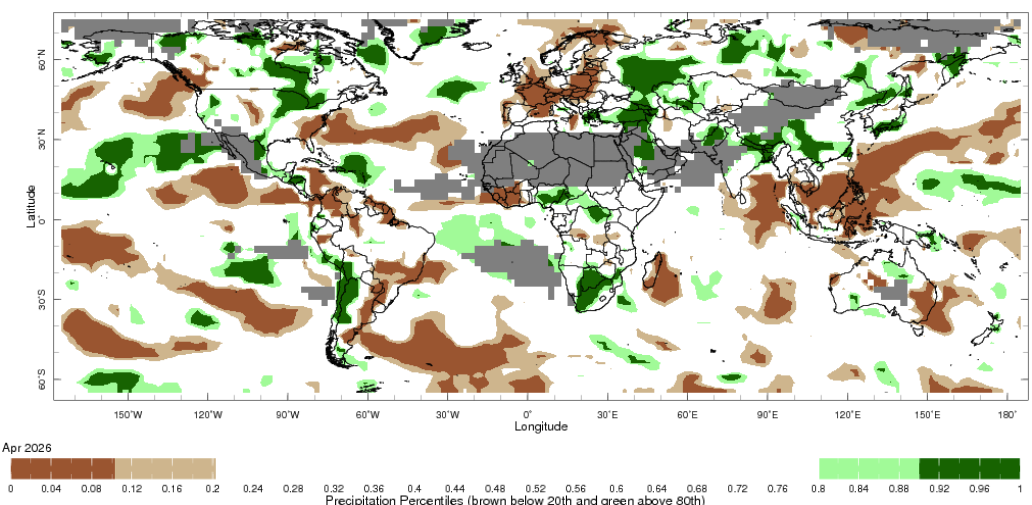 60°N
30°N
Latitude
0°
30°S
60°S
150°W 120°W 90°W 60°W 30°W 0° 30°E 60°E 90°E 120°E 150°E 180°
Longitude
Apr 2026
0 0.04 0.08 0.12 0.16 0.2 0.24 0.28 0.32 0.36 0.4 0.44 0.48 0.52 0.56 0.6 0.64 0.68 0.72 0.76 0.8 0.84 0.88 0.92 0.96 1
Precipitation Percentiles (brown below 20th and green above 80th)